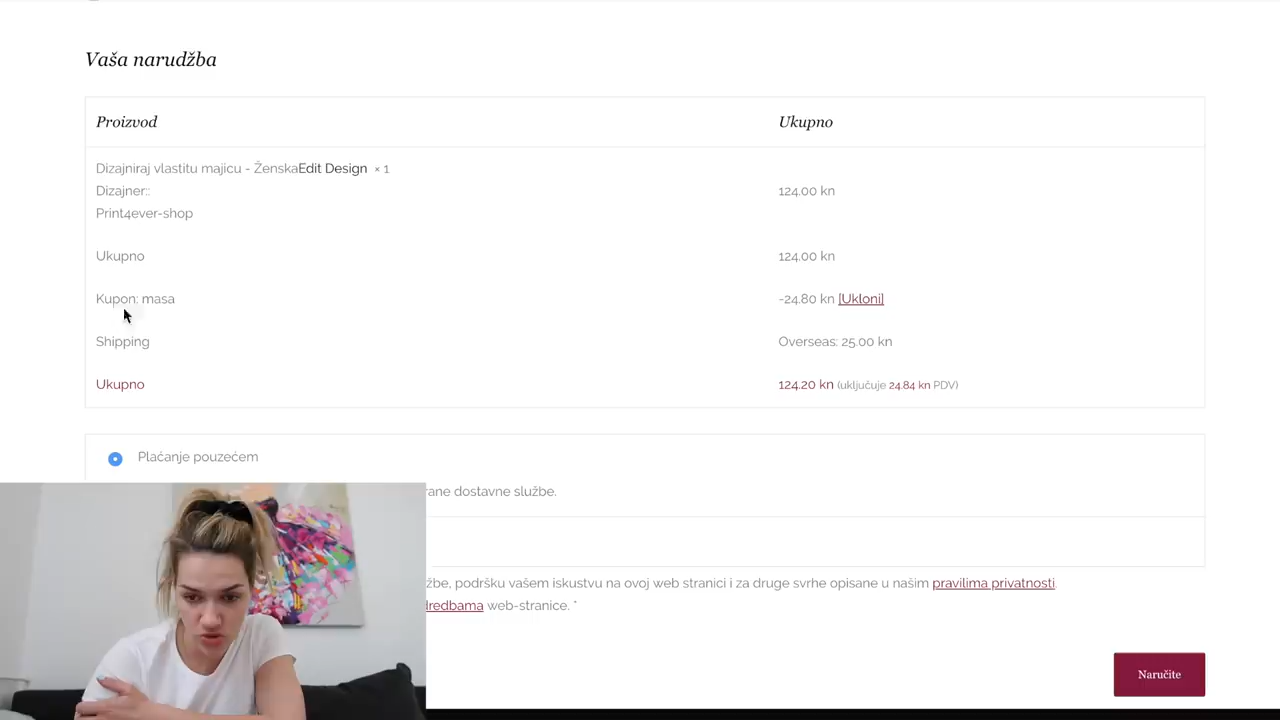 Vaša narudžba
Proizvod Ukupno
Dizajniraj vlastitu majicu - ŽenskaEdit Design × 1
Dizajner::
Print4ever-shop
124.00 kn
Ukupno 124.00 kn
Kupon: masa -24.80 kn [Ukloni]
Shipping Overseas: 25.00 kn
Ukupno 124.20 kn (uključuje 24.84 kn PDV)
Plaćanje pouzećem
rane dostavne službe.
žbe, podršku vašem iskustvu na ovoj web stranici i za druge svrhe opisane u našim pravilima privatnosti.
dredbama web-stranice. *
Naručite